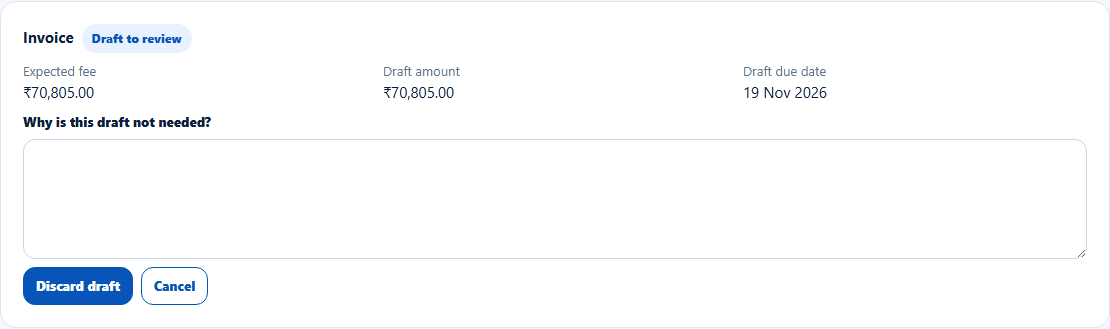 Invoice Draft to review
Expected fee Draft amount Draft due date
₹70,805.00 ₹70,805.00 19 Nov 2026
Why is this draft not needed?
Discard draft Cancel